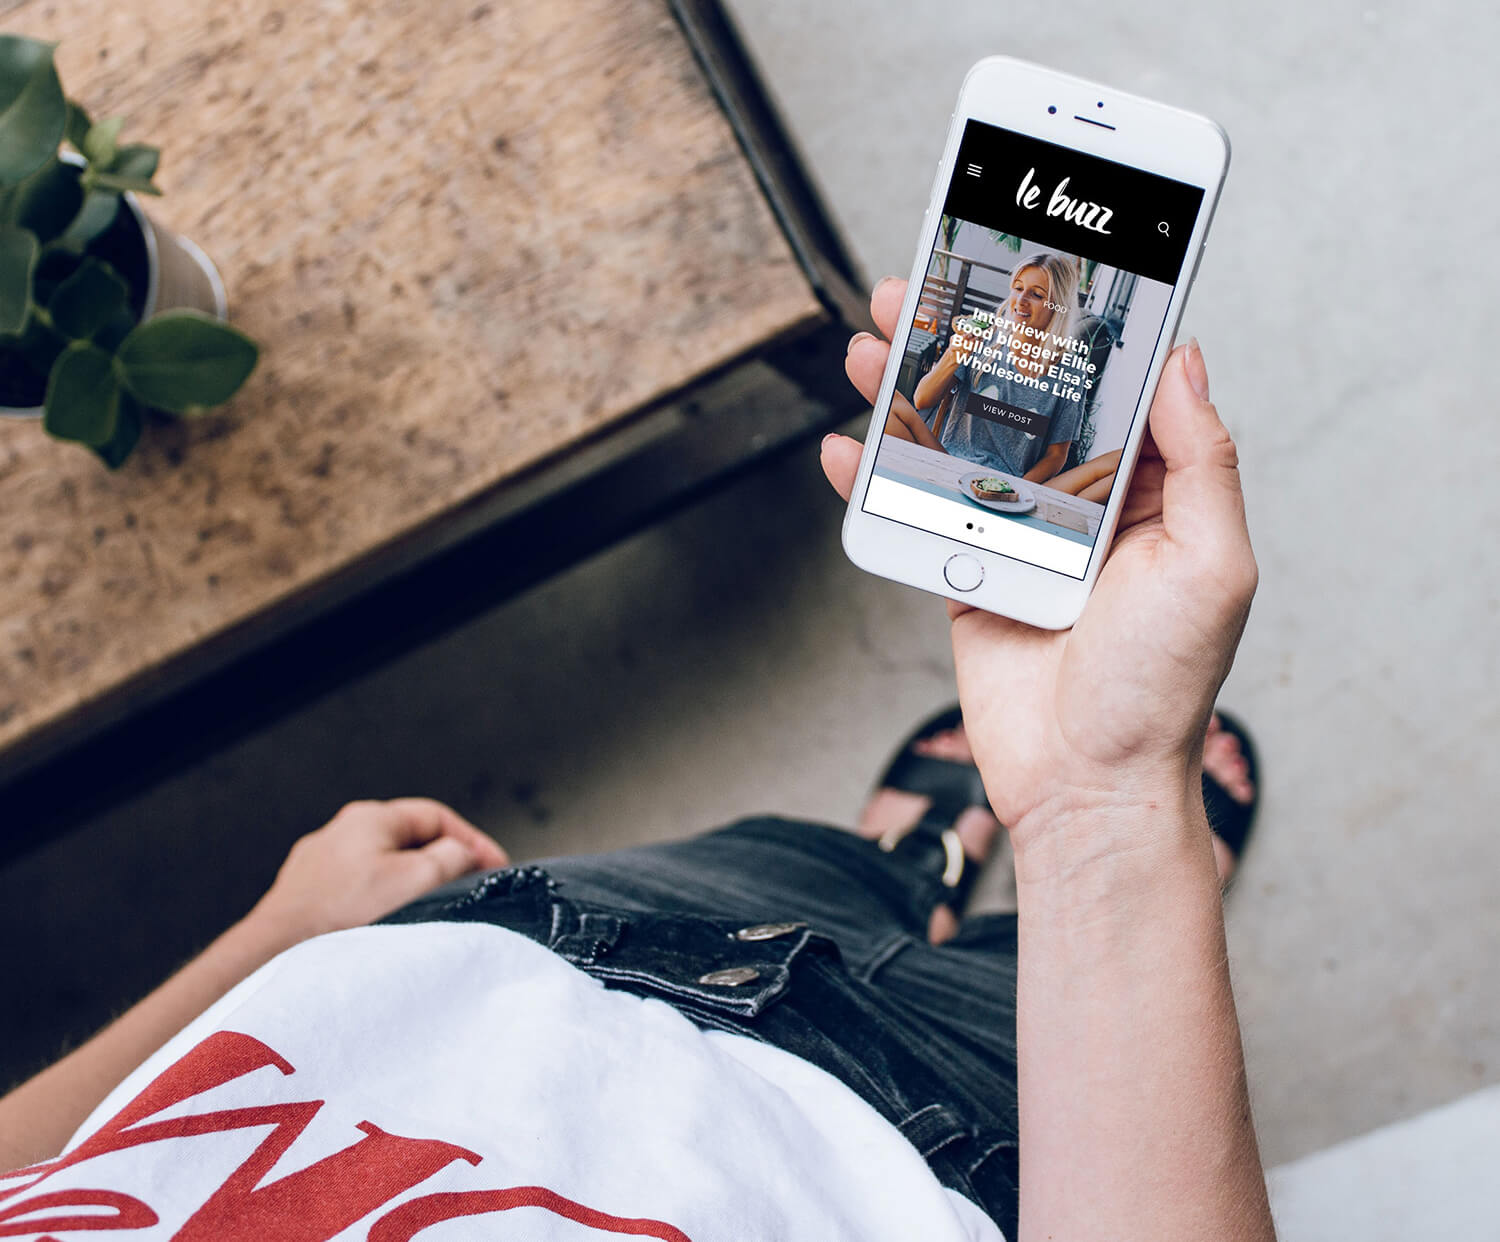 le buzz
FOOD
Interview with
food blogger Ellie
Bullen from Elsa's
Wholesome Life
VIEW POST